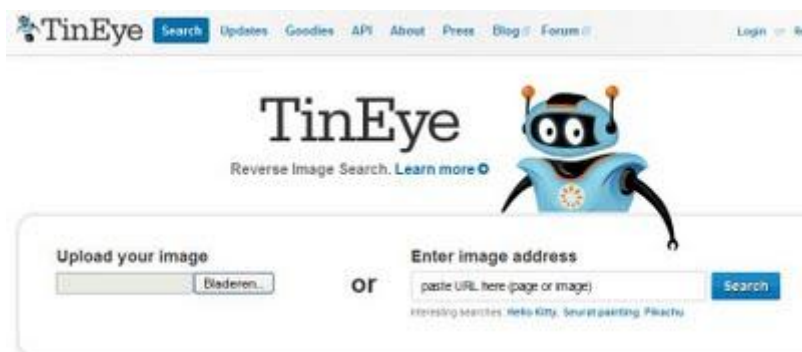 TinEye Search Updates Goodies API About Press Blog Forum Login or
TinEye
Reverse Image Search. Learn more
Upload your image
Enter image address
Bladeren...
or
paste URL here (page or image)
Search
Interesting searches: Hello Kitty, Seurat painting, Pikachu